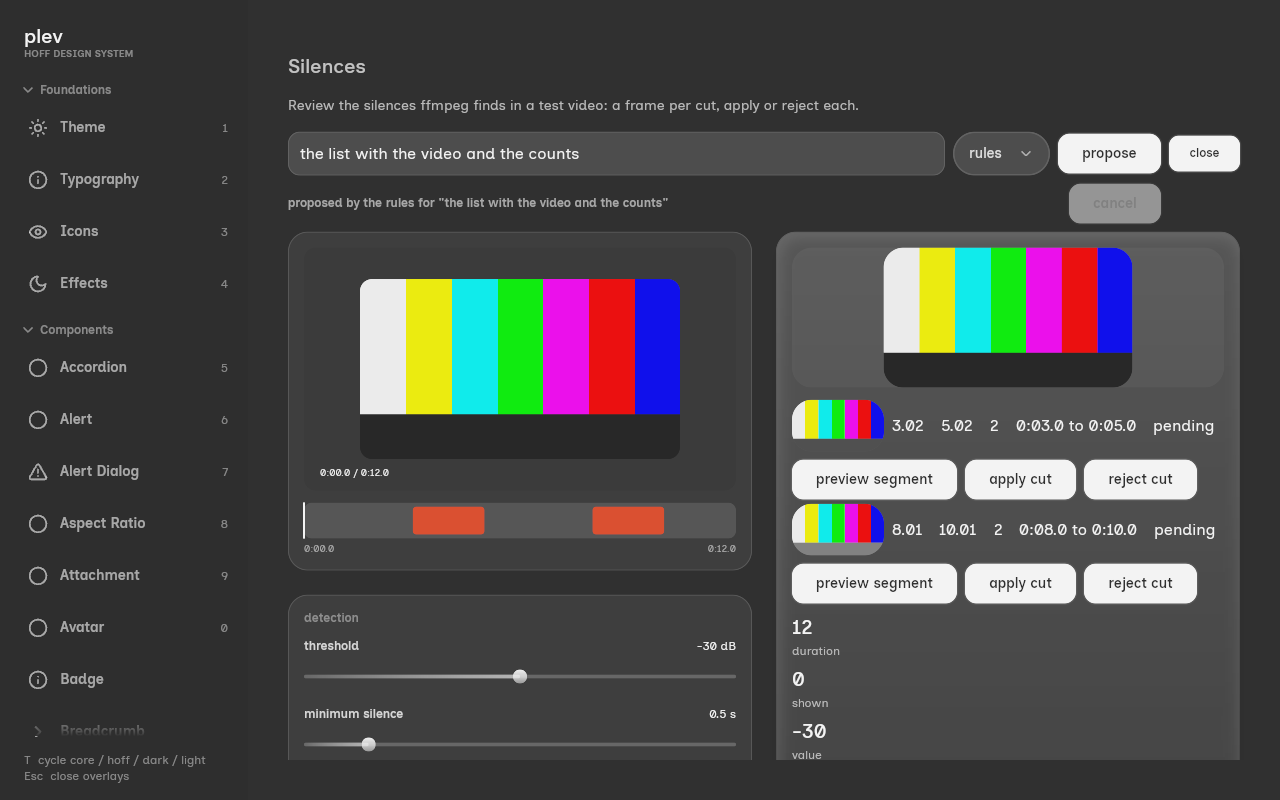 plev
HOFF DESIGN SYSTEM
Foundations
Theme 1
Typography 2
Icons 3
Effects 4
Components
Accordion 5
Alert 6
Alert Dialog 7
Aspect Ratio 8
Attachment 9
Avatar 0
Badge
Breadcrumb
T cycle core / hoff / dark / light
Esc close overlays
Silences
Review the silences ffmpeg finds in a test video: a frame per cut, apply or reject each.
the list with the video and the counts
rules
propose
close
proposed by the rules for "the list with the video and the counts"
cancel
0:00.0 / 0:12.0
0:00.0 0:12.0
detection
threshold -30 dB
minimum silence 0.5 s
3.02 5.02 2 0:03.0 to 0:05.0 pending
preview segment apply cut reject cut
8.01 10.01 2 0:08.0 to 0:10.0 pending
preview segment apply cut reject cut
12
duration
0
shown
-30
value